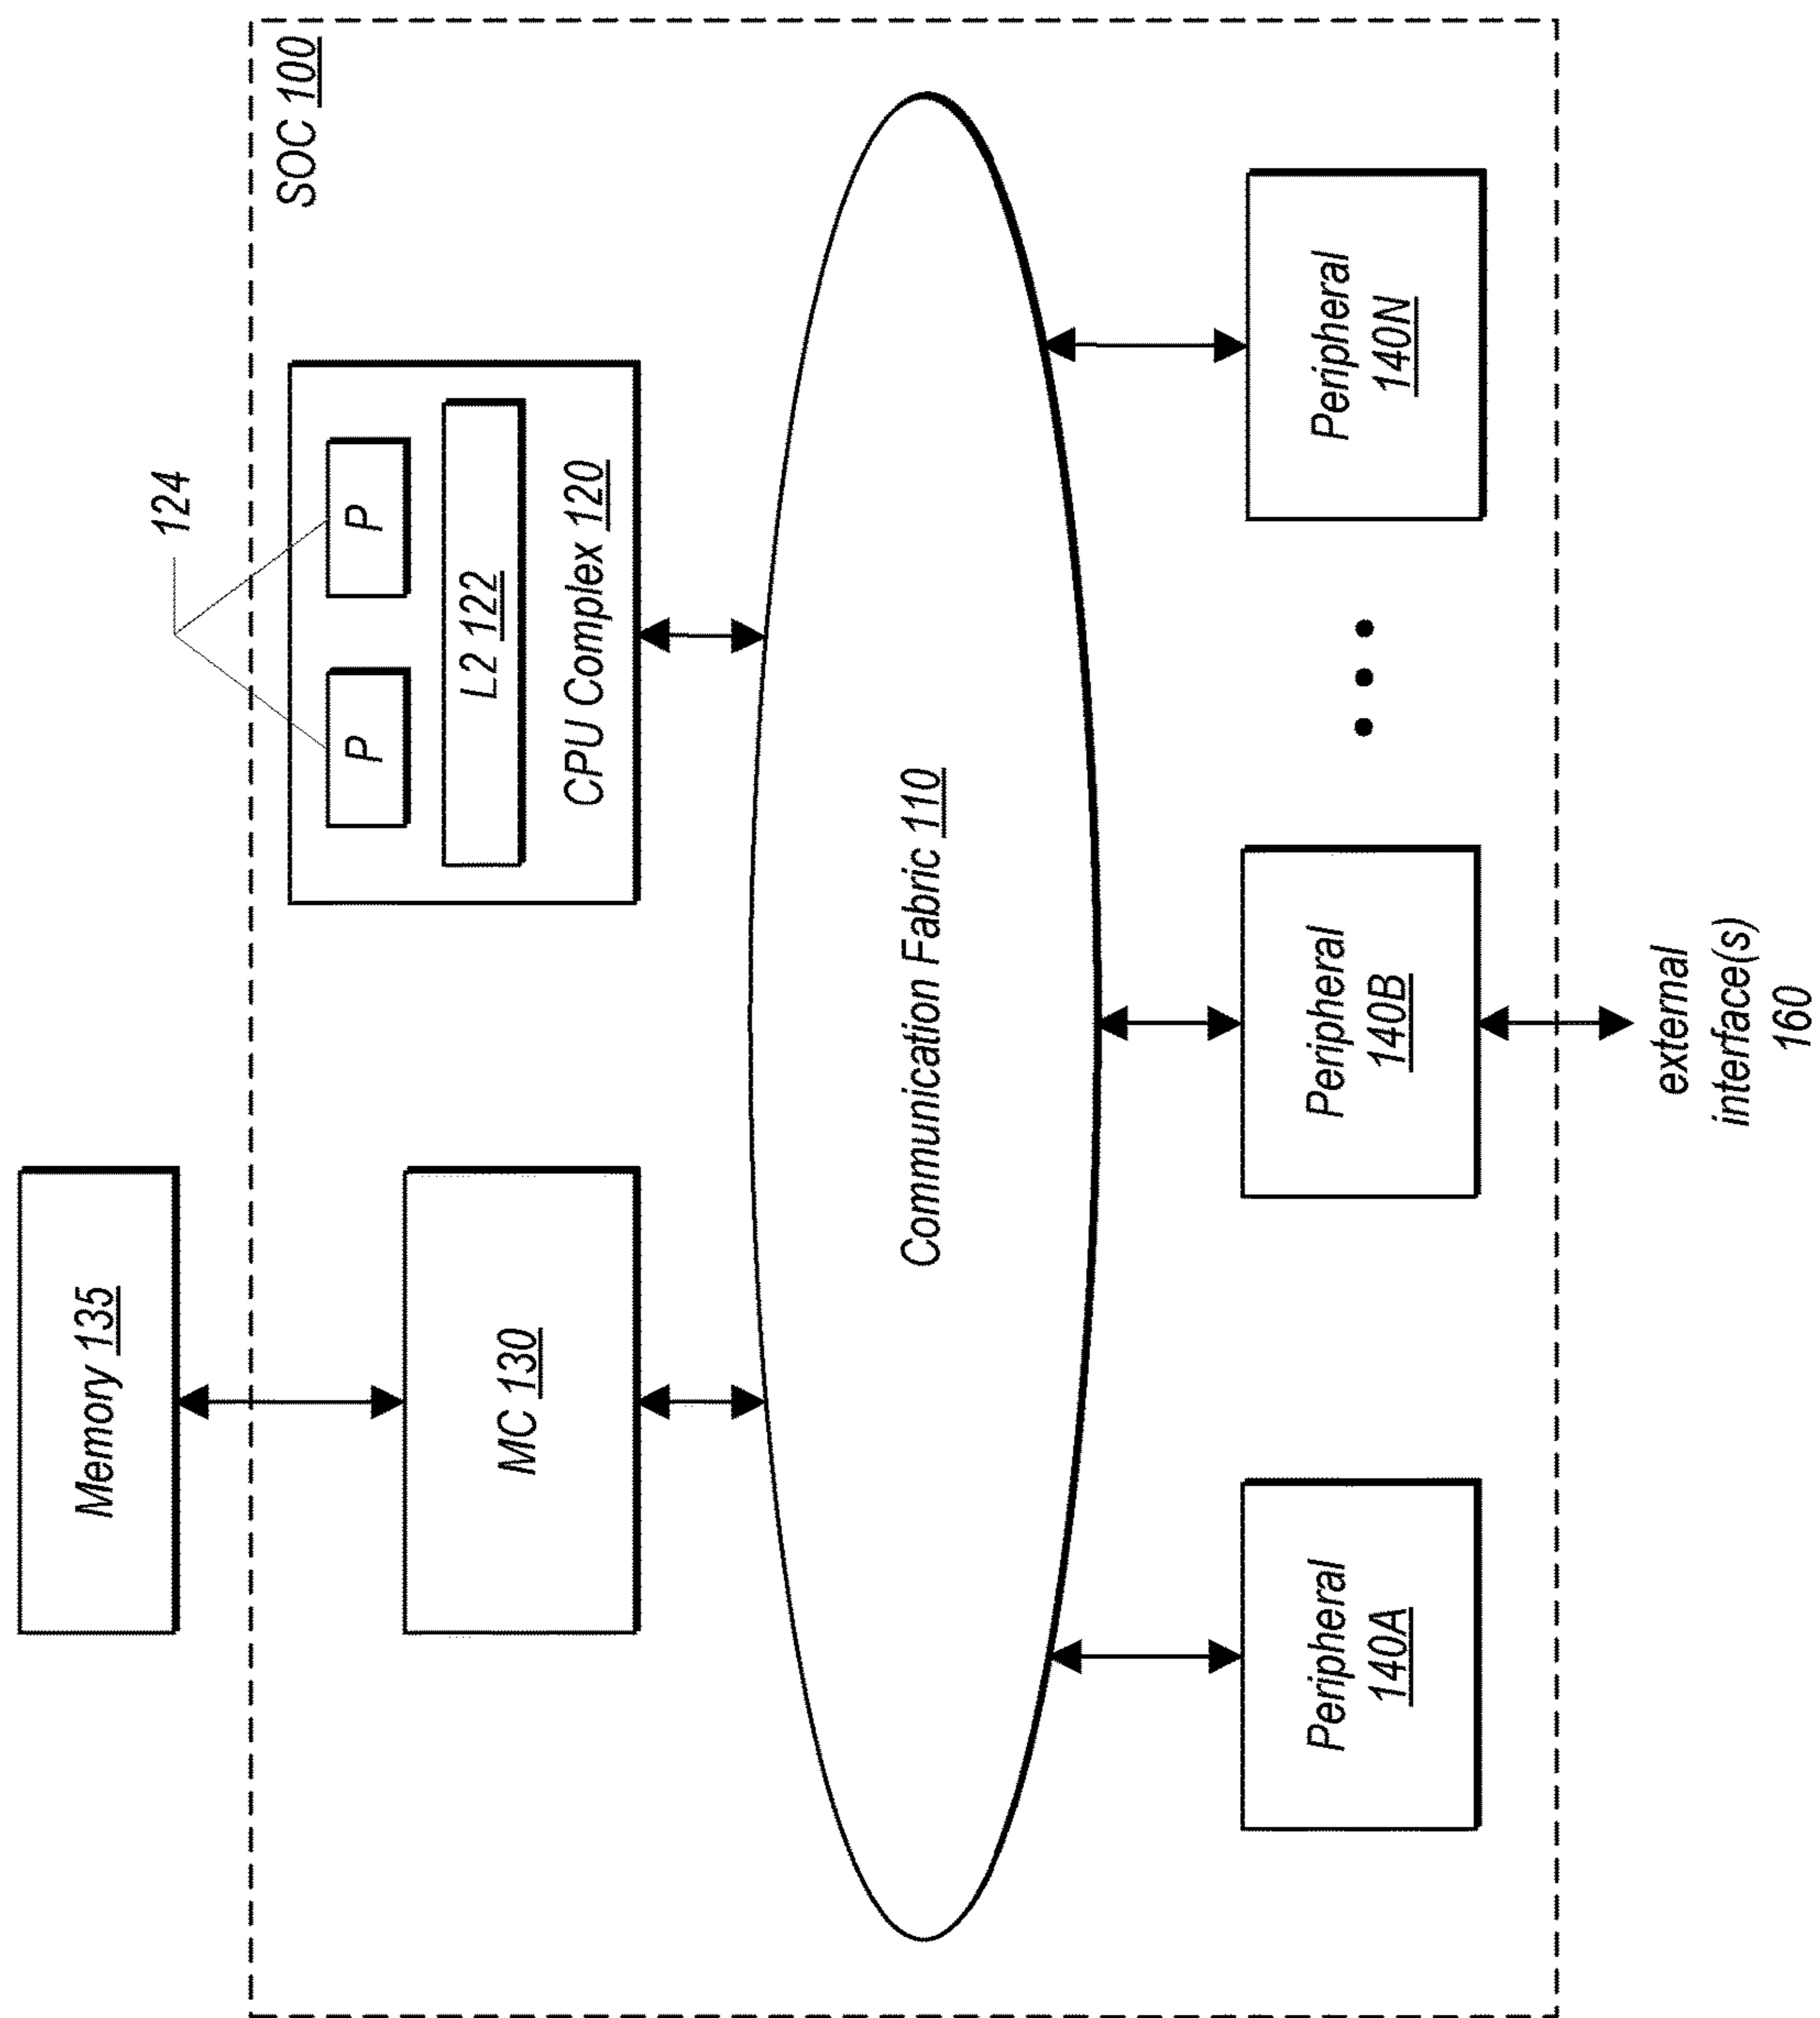 124
SOC 100
Memory 135
MC 130
P
P
L2 122
CPU Complex 120
Communication Fabric 110
Peripheral
140A
Peripheral
140B
Peripheral
140N
external
interface(s)
160